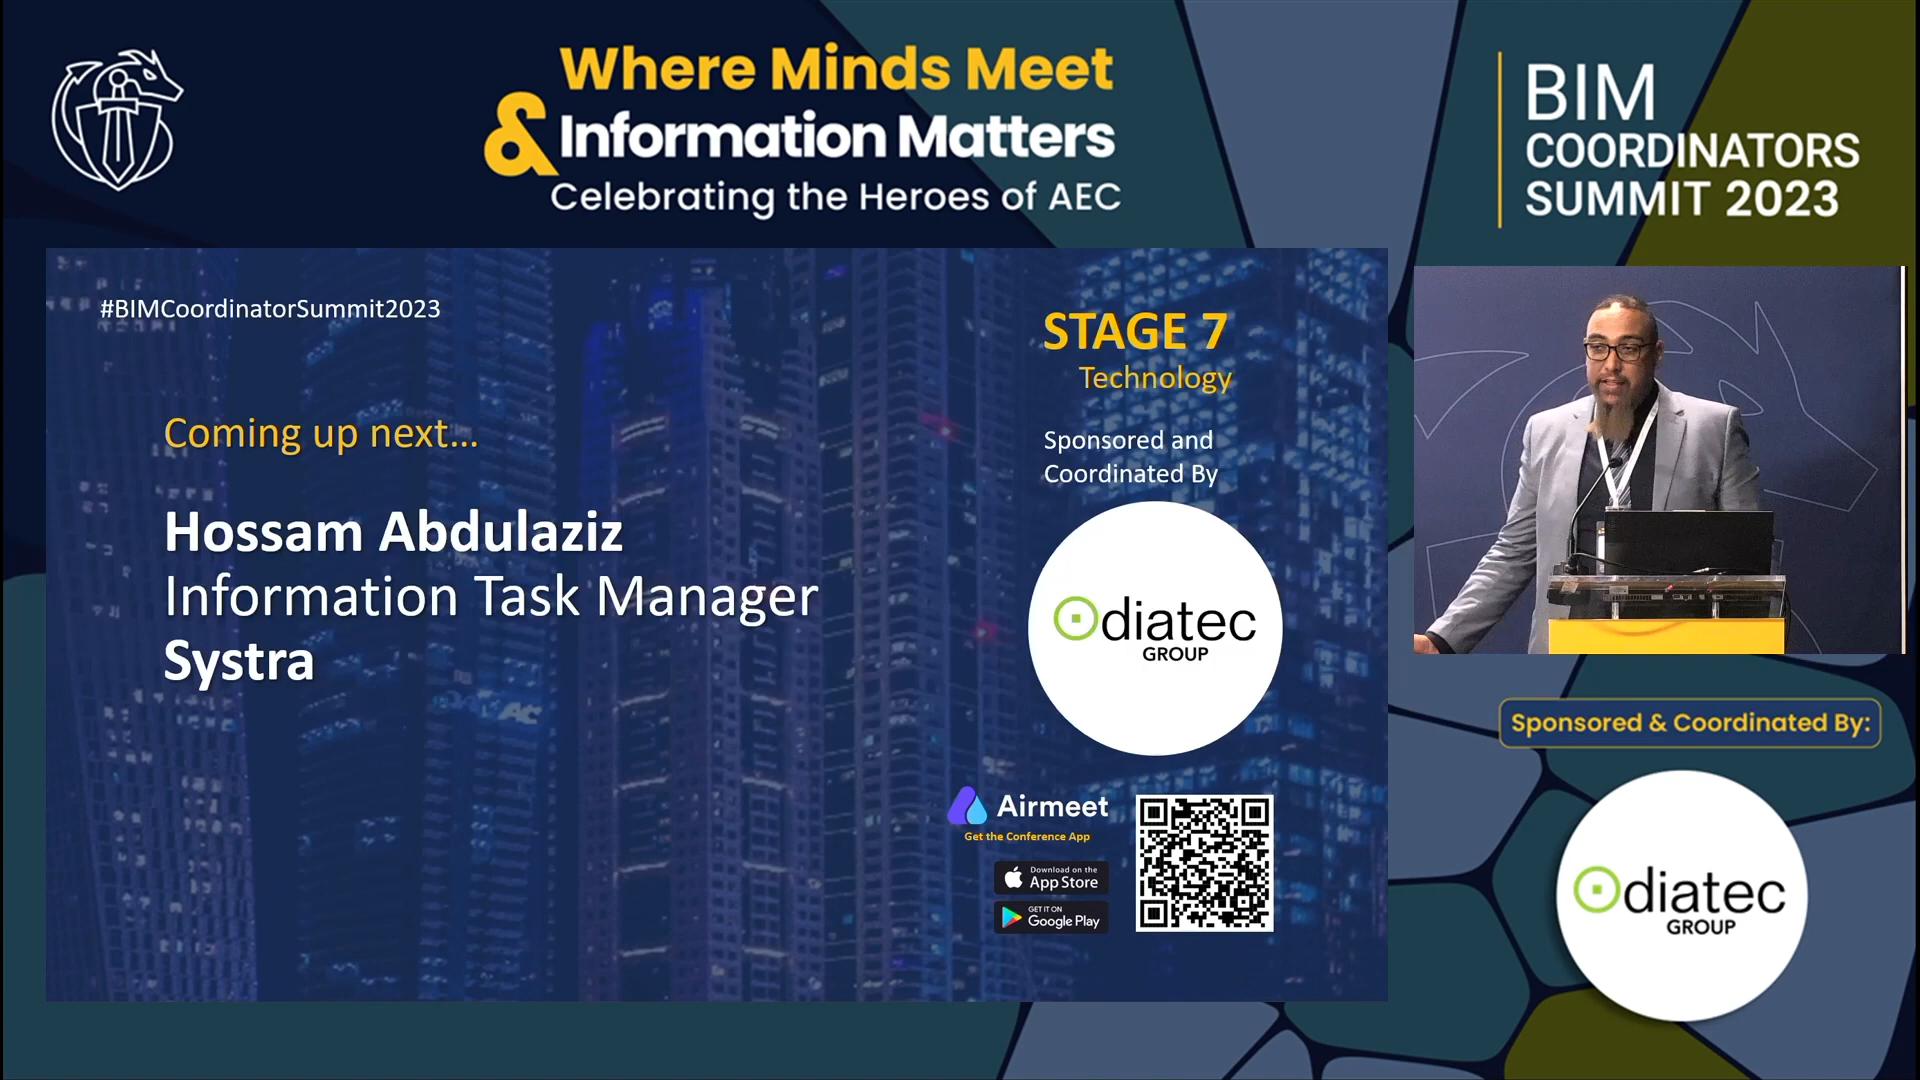 Where Minds Meet
& Information Matters
Celebrating the Heroes of AEC
BIM
COORDINATORS
SUMMIT 2023
#BIMCoordinatorSummit2023
STAGE 7
Technology
Coming up next...
Sponsored and
Coordinated By
Hossam Abdulaziz
Information Task Manager
Systra
diatec
GROUP
Airmeet
Get the Conference App
Download on the
App Store
GET IT ON
Google Play
Sponsored & Coordinated By:
diatec
GROUP